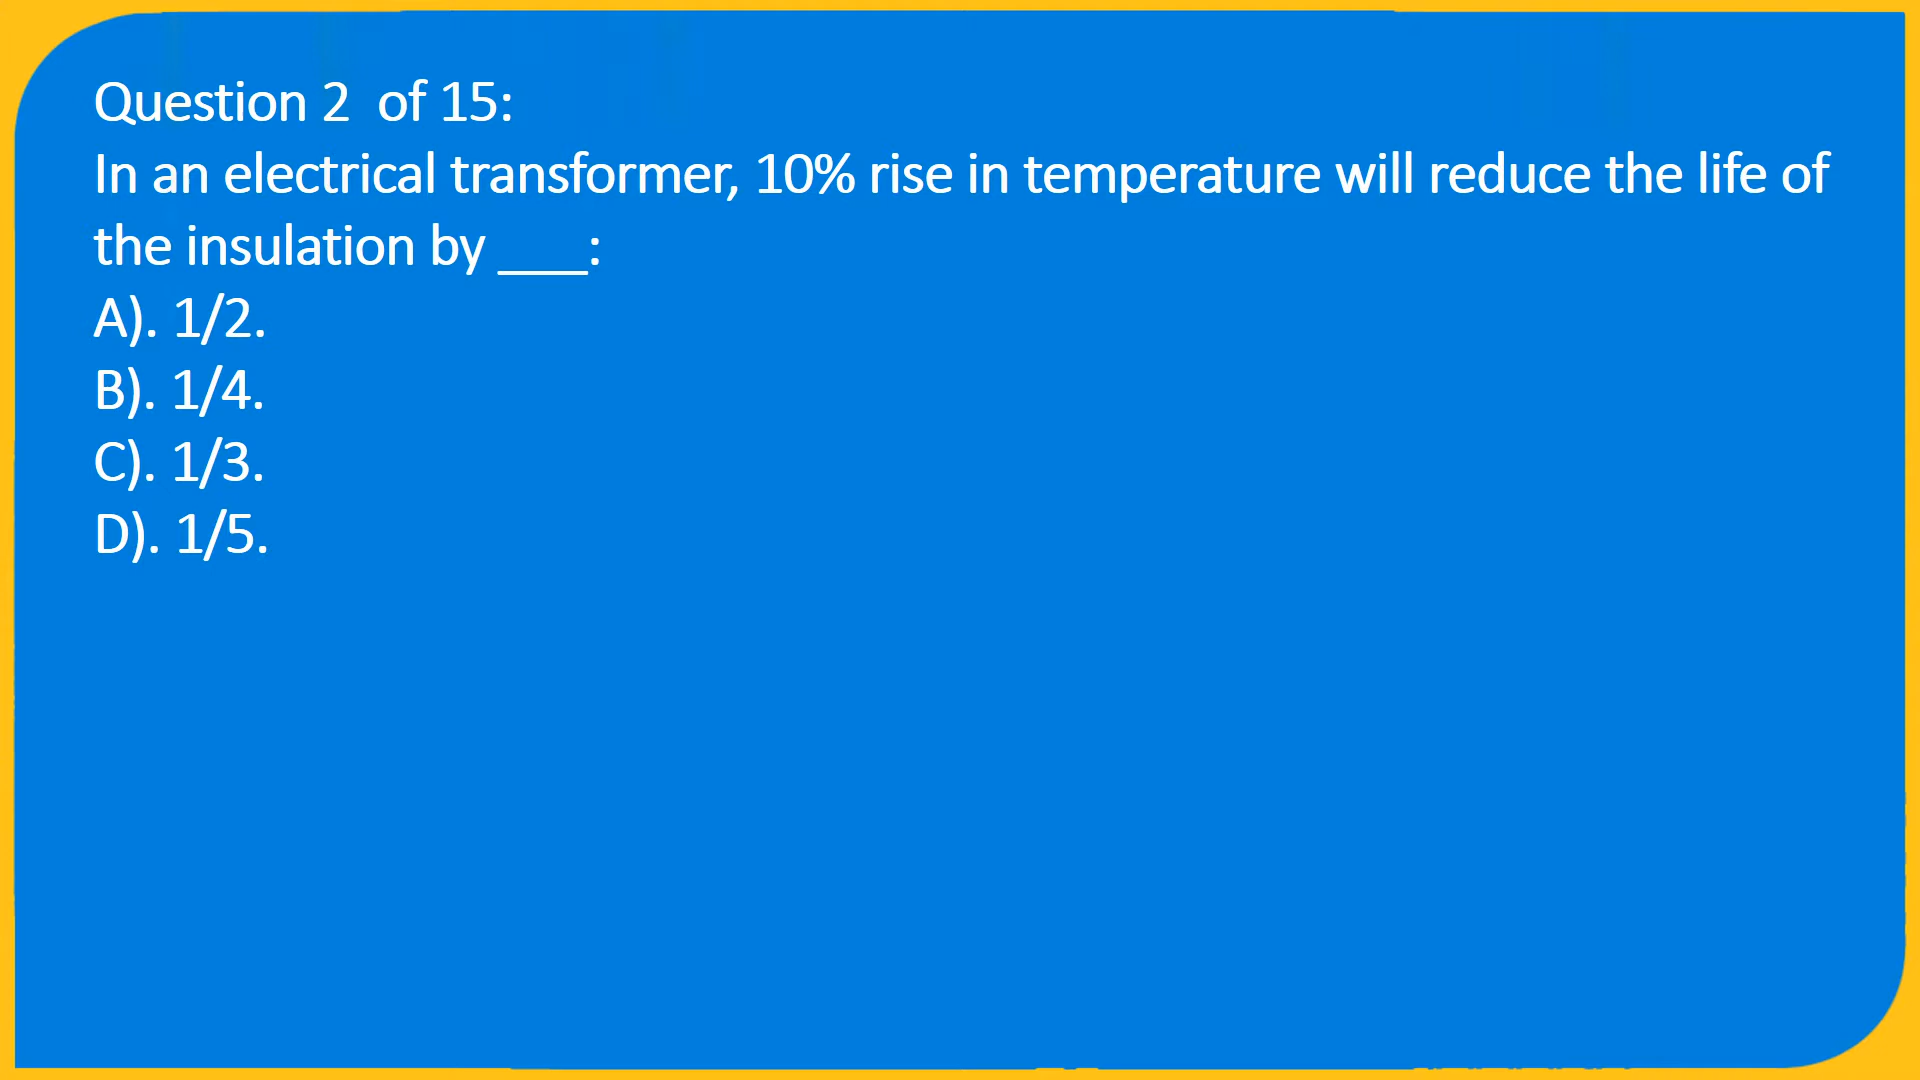 Question 2  of 15:
In an electrical transformer, 10% rise in temperature will reduce the life of
the insulation by ___:
A). 1/2.
B). 1/4.
C). 1/3.
D). 1/5.